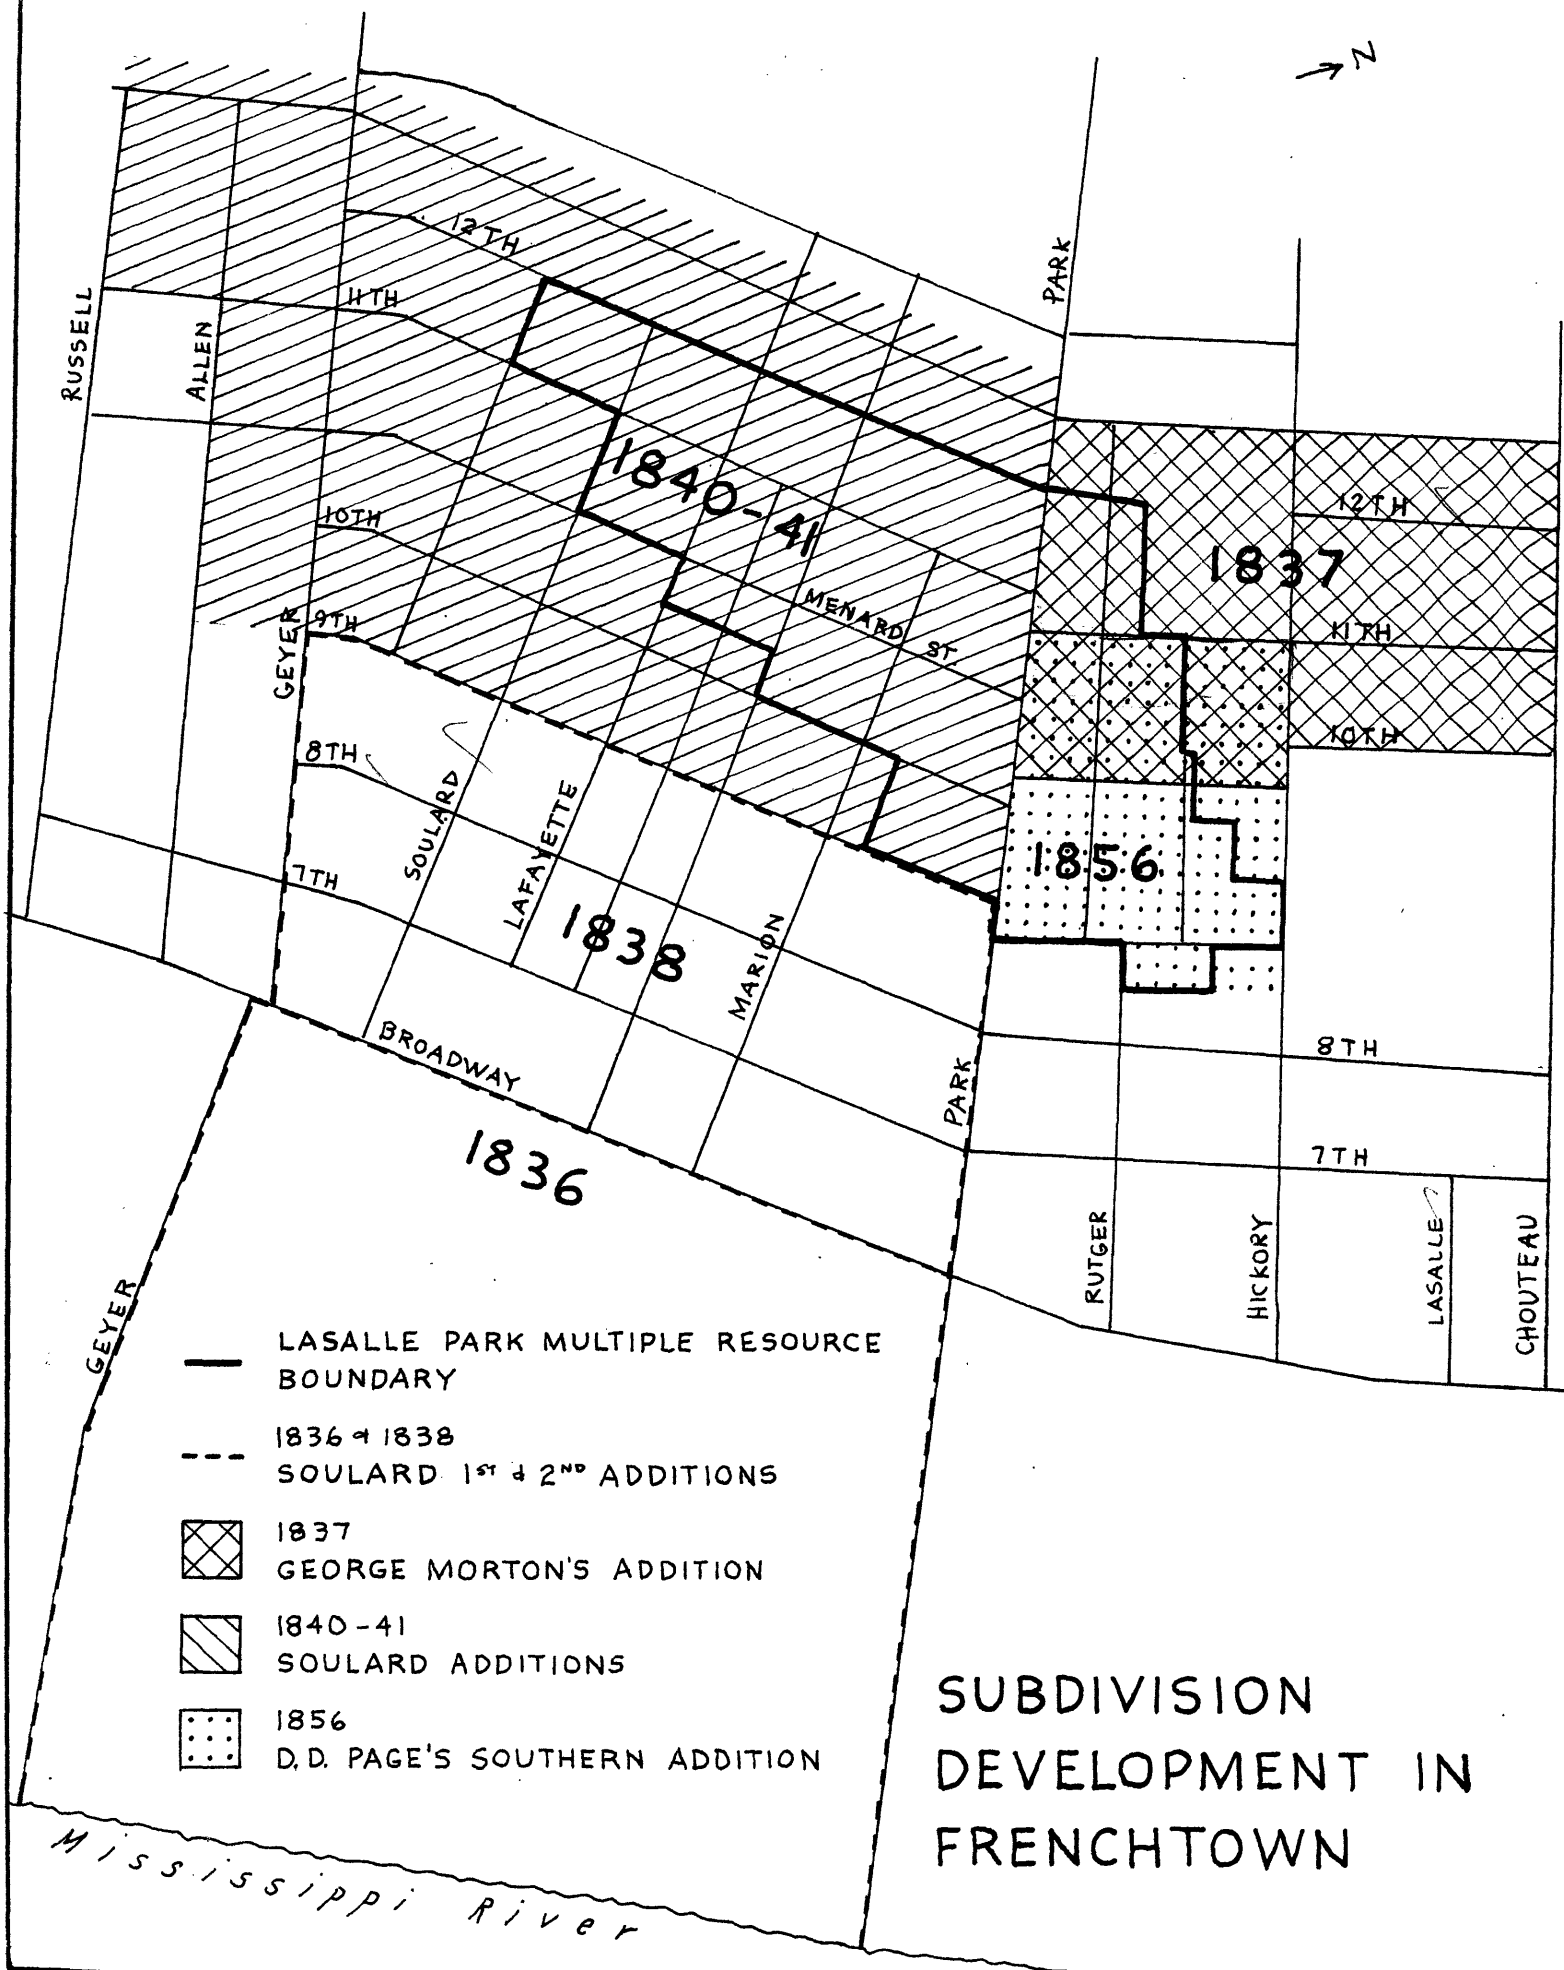 N
12TH
PARK
11TH
RUSSELL
ALLEN
1840-41
12TH
1837
10TH
MENARD ST.
11TH
9TH
GEYER
10TH
8TH
SOULARD
LAFAYETTE
1856
7TH
1838
MARION
BROADWAY
8TH
PARK
1836
7TH
RUTGER
HICKORY
LASALLE
CHOUTEAU
GEYER
LASALLE PARK MULTIPLE RESOURCE
BOUNDARY
1836 & 1838
SOULARD 1ST & 2ND ADDITIONS
1837
GEORGE MORTON'S ADDITION
1840-41
SOULARD ADDITIONS
1856
D.D. PAGE'S SOUTHERN ADDITION
SUBDIVISION
DEVELOPMENT IN
FRENCHTOWN
Mississippi River